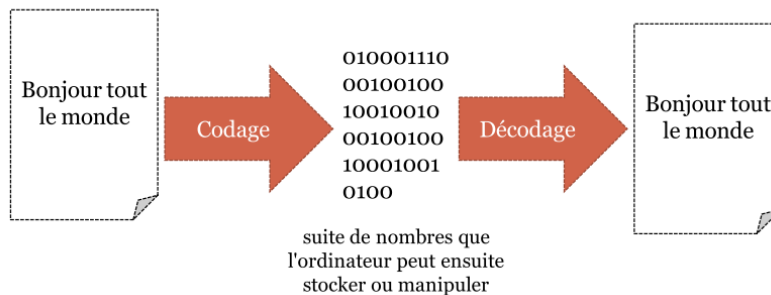 Bonjour tout
le monde
Codage
010001110
00100100
10010010
00100100
10001001
0100
suite de nombres que
l'ordinateur peut ensuite
stocker ou manipuler
Décodage
Bonjour tout
le monde